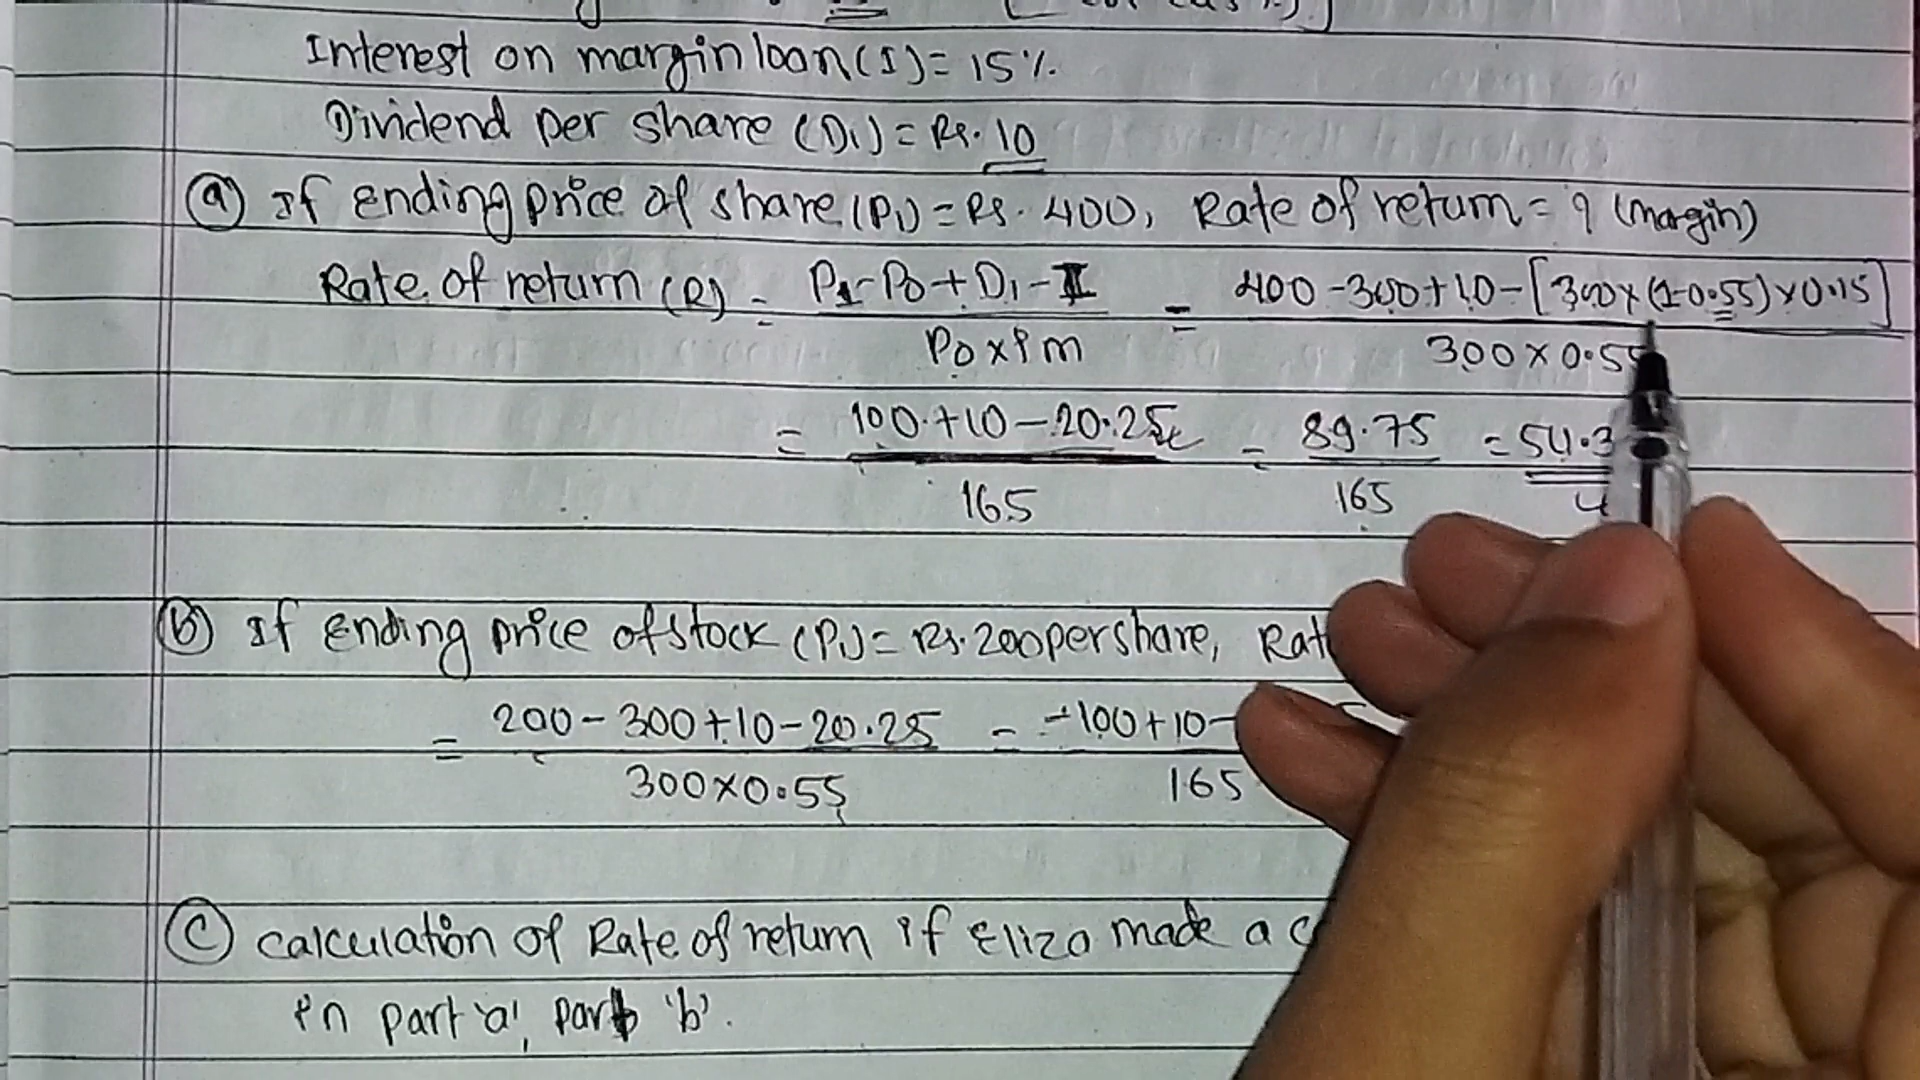 Interest on margin loan (I) = 15%.
Dividend per share (D1) = Rs. 10
(a) If Ending price of share (P1) = Rs. 400, Rate of return = ? (margin)
Rate of return (R) = P1 - P0 + D1 - I / P0 x im = 400 - 300 + 10 - [300 x (1-0.55) x 0.15] / 300 x 0.55
= 100 + 10 - 20.25 / 165 = 89.75 / 165 = 54.3
(b) If Ending price of stock (P1) = Rs. 200 per share,
= 200 - 300 + 10 - 20.25 / 300 x 0.55 = -100 + 10 - / 165
(c) Calculation of Rate of return if Eliza made a
in part 'a', part 'b'.